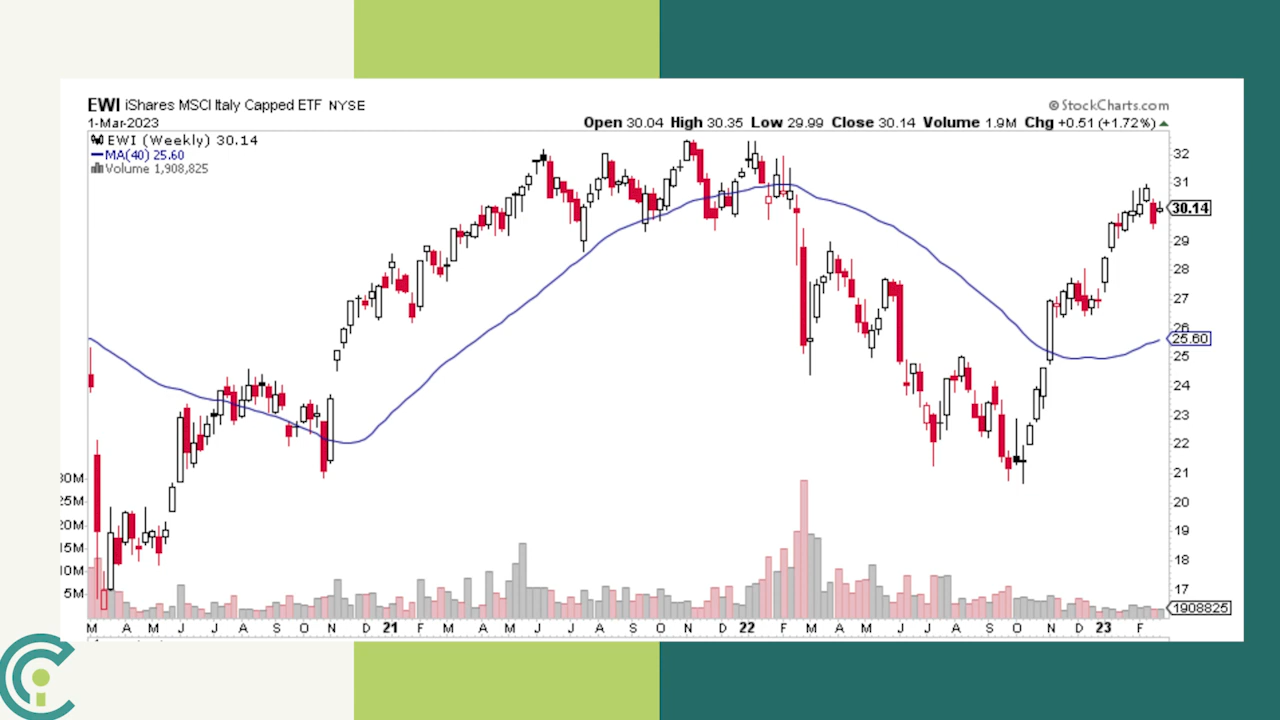 EWI iShares MSCI Italy Capped ETF NYSE
© StockCharts.com
1-Mar-2023
Open 30.04 High 30.35 Low 29.99 Close 30.14 Volume 1.9M Chg +0.51 (+1.72%)
EWI (Weekly) 30.14
MA(40) 25.60
Volume 1,908,825
32
31
30.14
29
28
27
26
25.60
25
24
23
22
21
20
19
18
17
1908825
30M
25M
20M
15M
10M
5M
M A M J J A S O N D 21 F M A M J J A S O N D 22 F M A M J J A S O N D 23 F